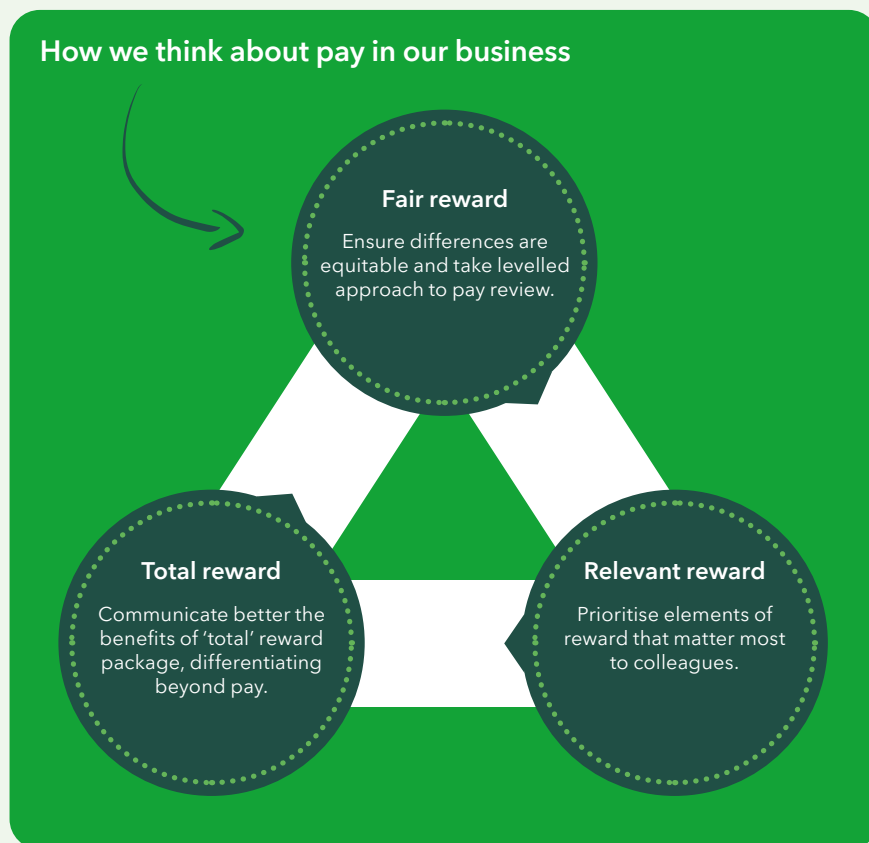 How we think about pay in our business
Fair reward
Ensure differences are
equitable and take levelled
approach to pay review.
Total reward
Communicate better the
benefits of ‘total’ reward
package, differentiating
beyond pay.
Relevant reward
Prioritise elements of
reward that matter most
to colleagues.